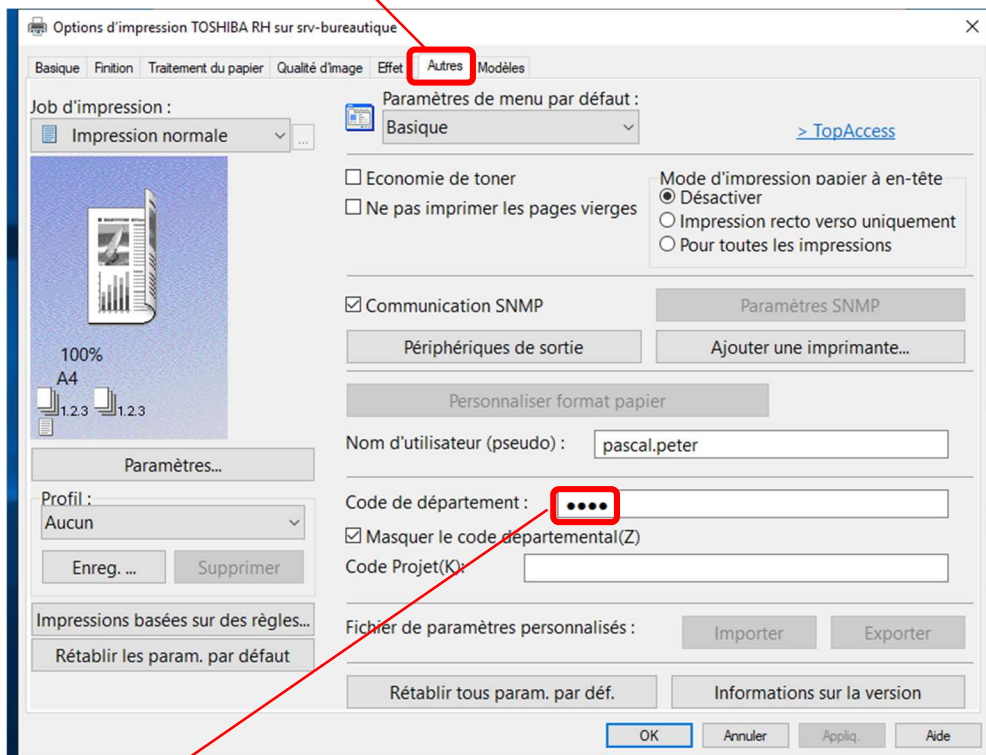 Options d'impression TOSHIBA RH sur srv-bureautique
Basique Finition Traitement du papier Qualité d'image Effet Autres Modèles
Job d'impression :
Impression normale
...
100%
A4
1.2.3 1.2.3
Paramètres...
Profil :
Aucun
Enreg. ... Supprimer
Impressions basées sur des règles...
Rétablir les param. par défaut
Paramètres de menu par défaut :
Basique
> TopAccess
Economie de toner
Ne pas imprimer les pages vierges
Mode d'impression papier à en-tête
Désactiver
Impression recto verso uniquement
Pour toutes les impressions
Communication SNMP
Paramètres SNMP
Périphériques de sortie
Ajouter une imprimante...
Personnaliser format papier
Nom d'utilisateur (pseudo) : pascal.peter
Code de département : ●●●●
Masquer le code départemental(Z)
Code Projet(K):
Fichier de paramètres personnalisés : Importer Exporter
Rétablir tous param. par déf. Informations sur la version
OK Annuler Appliq. Aide